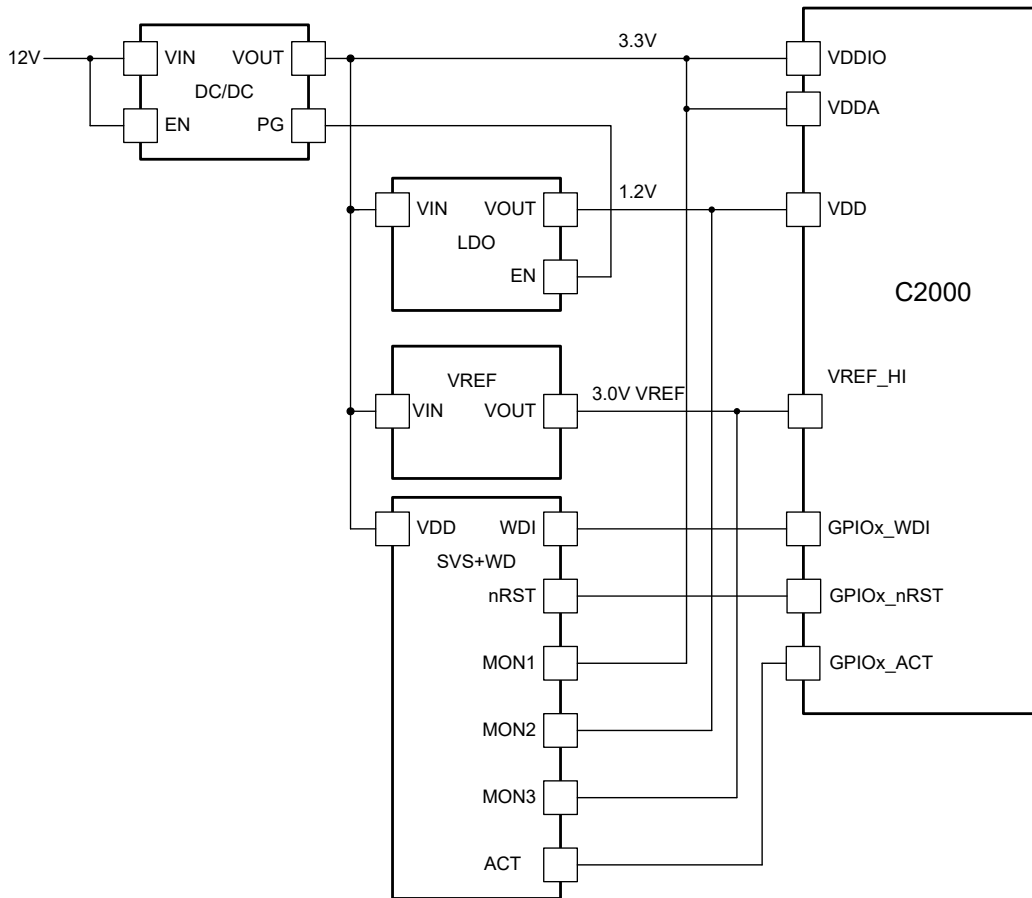 12V
VIN VOUT
DC/DC
EN PG
3.3V
VDDIO
VDDA
VIN VOUT
LDO
EN
1.2V
VDD
C2000
VREF
VIN VOUT
3.0V VREF
VREF_HI
VDD WDI
SVS+WD
nRST
MON1
MON2
MON3
ACT
GPIOx_WDI
GPIOx_nRST
GPIOx_ACT